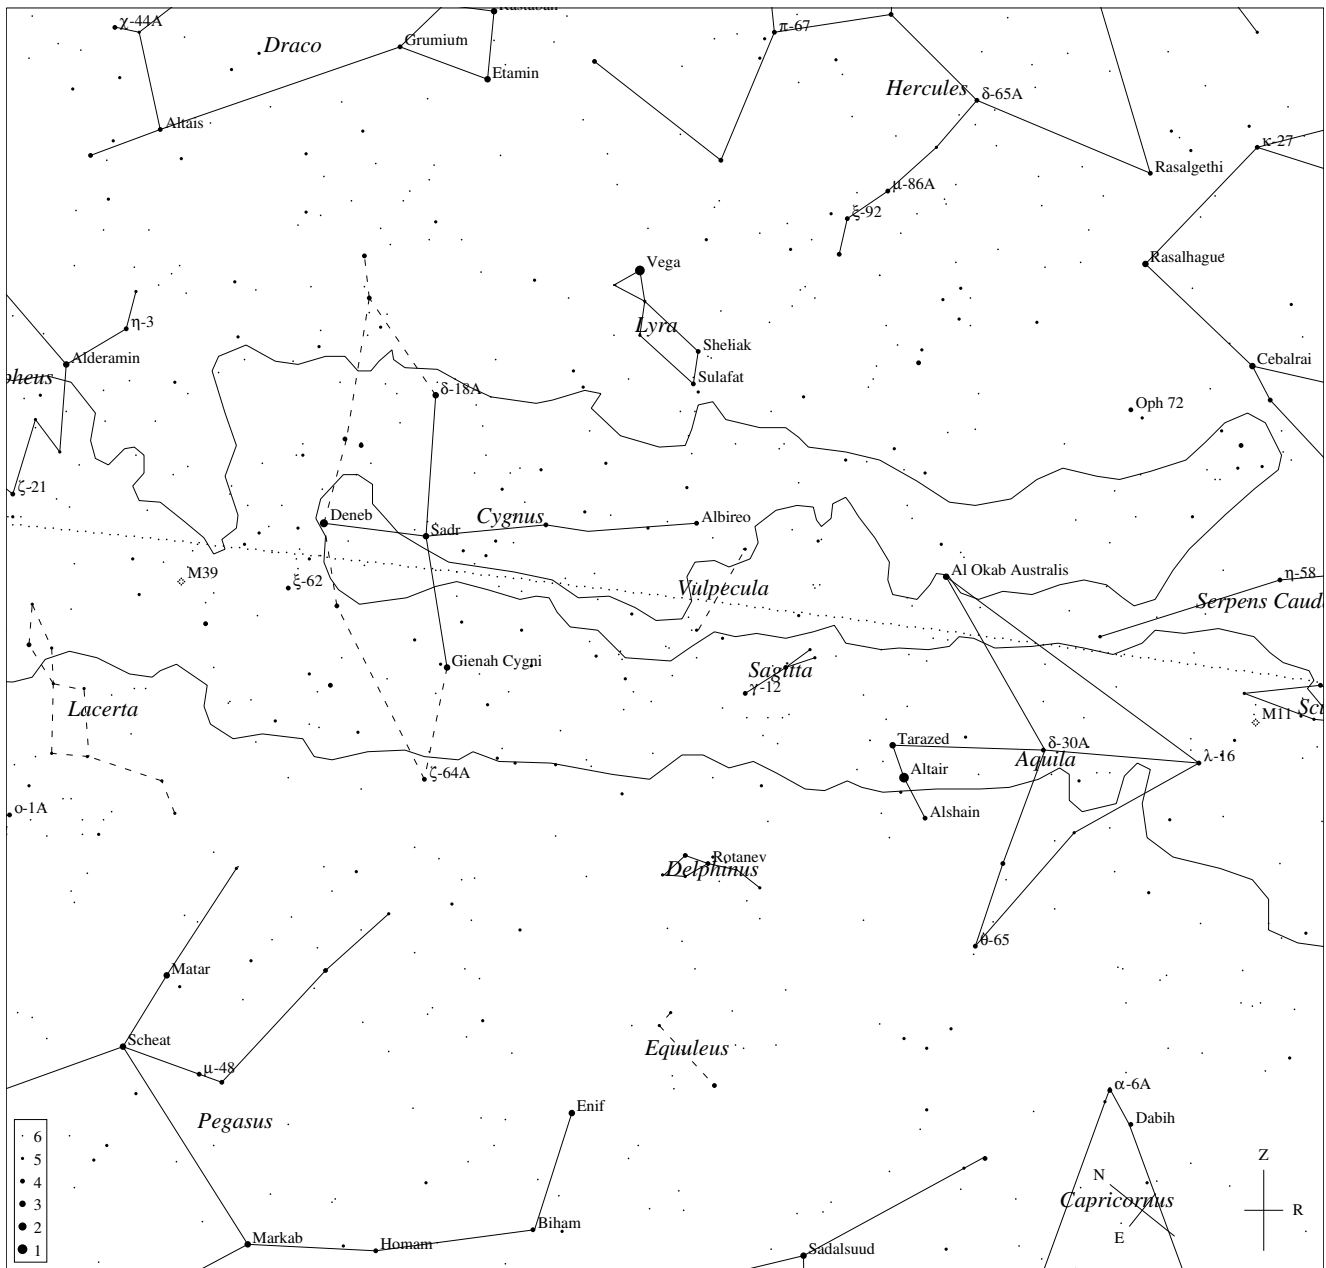 χ-44A
Rastaban
π-67
Grumium
Draco
Etamin
Hercules
δ-65A
Altais
κ-27
Rasalgethi
μ-86A
ξ-92
Vega
Rasalhague
η-3
Lyra
Sheliak
Alderamin
Cebalrai
pheus
Sulafat
δ-18A
Oph 72
ζ-21
Deneb
Cygnus
Albireo
Sadr
M39
ξ-62
Vulpecula
Al Okab Australis
η-58
Serpens Caud
Gienah Cygni
Sagitta
γ-12
Lacerta
M11
Scu
Tarazed
δ-30A
Aquila
λ-16
ζ-64A
Altair
ο-1A
Alshain
Rotanev
Delphinus
θ-65
Matar
Scheat
Equuleus
μ-48
α-6A
Pegasus
Enif
Dabih
6
5
4
3
2
1
Z
R
N
E
Capricornus
Biham
Markab
Homam
Sadalsuud